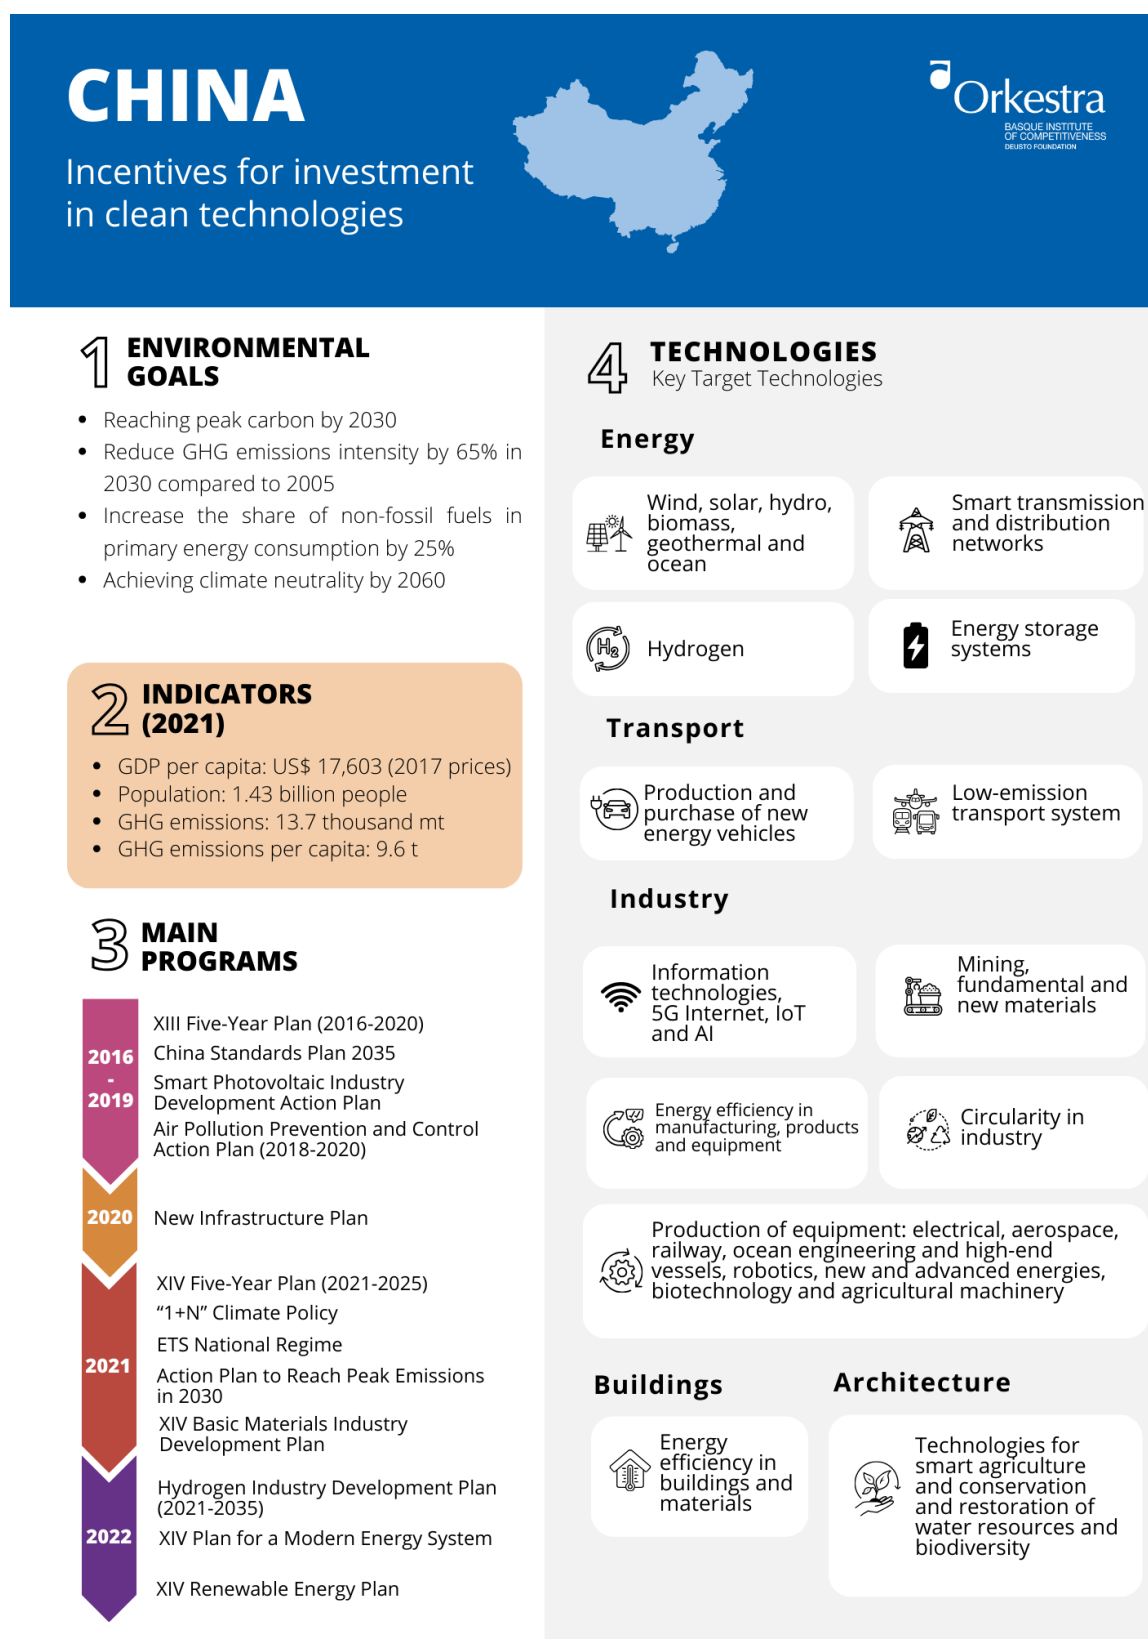 CHINA
Incentives for investment
in clean technologies
Orkestra
BASQUE INSTITUTE
OF COMPETITIVENESS
DEUSTO FOUNDATION
1 ENVIRONMENTAL
GOALS
• Reaching peak carbon by 2030
• Reduce GHG emissions intensity by 65% in
2030 compared to 2005
• Increase the share of non-fossil fuels in
primary energy consumption by 25%
• Achieving climate neutrality by 2060
2 INDICATORS
(2021)
• GDP per capita: US$ 17,603 (2017 prices)
• Population: 1.43 billion people
• GHG emissions: 13.7 thousand mt
• GHG emissions per capita: 9.6 t
3 MAIN
PROGRAMS
2016
-
2019
XIII Five-Year Plan (2016-2020)
China Standards Plan 2035
Smart Photovoltaic Industry
Development Action Plan
Air Pollution Prevention and Control
Action Plan (2018-2020)
2020
New Infrastructure Plan
2021
XIV Five-Year Plan (2021-2025)
“1+N” Climate Policy
ETS National Regime
Action Plan to Reach Peak Emissions
in 2030
XIV Basic Materials Industry
Development Plan
2022
Hydrogen Industry Development Plan
(2021-2035)
XIV Plan for a Modern Energy System
XIV Renewable Energy Plan
4 TECHNOLOGIES
Key Target Technologies
Energy
Wind, solar, hydro,
biomass,
geothermal and
ocean
Smart transmission
and distribution
networks
H2
Hydrogen
Energy storage
systems
Transport
Production and
purchase of new
energy vehicles
Low-emission
transport system
Industry
Information
technologies,
5G Internet, IoT
and AI
Mining,
fundamental and
new materials
Energy efficiency in
manufacturing, products
and equipment
Circularity in
industry
Production of equipment: electrical, aerospace,
railway, ocean engineering and high-end
vessels, robotics, new and advanced energies,
biotechnology and agricultural machinery
Buildings
Energy
efficiency in
buildings and
materials
Architecture
Technologies for
smart agriculture
and conservation
and restoration of
water resources and
biodiversity